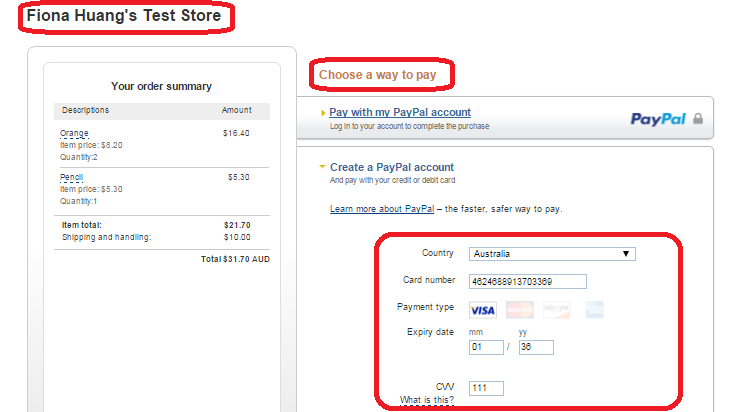 Fiona Huang's Test Store
Your order summary
Descriptions Amount
Orange $16.40
Item price: $8.20
Quantity:2
Pencil $5.30
Item price: $5.30
Quantity:1
Item total: $21.70
Shipping and handling: $10.00
Total $31.70 AUD
Choose a way to pay
Pay with my PayPal account
Log in to your account to complete the purchase
PayPal
Create a PayPal account
And pay with your credit or debit card
Learn more about PayPal – the faster, safer way to pay.
Country Australia
Card number 4624688913703369
Payment type VISA
Expiry date mm yy
01 / 36
CVV 111
What is this?